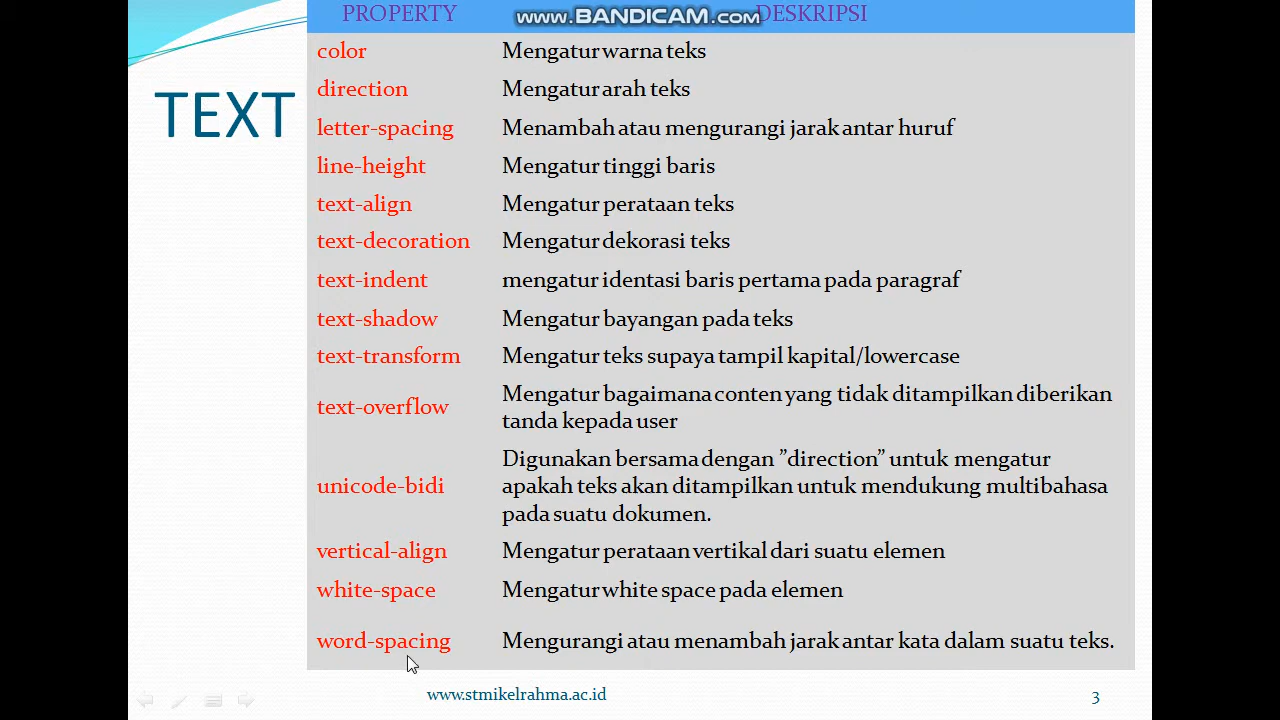 PROPERTY DESKRIPSI
www.BANDICAM.com
TEXT
color Mengatur warna teks
direction Mengatur arah teks
letter-spacing Menambah atau mengurangi jarak antar huruf
line-height Mengatur tinggi baris
text-align Mengatur perataan teks
text-decoration Mengatur dekorasi teks
text-indent mengatur identasi baris pertama pada paragraf
text-shadow Mengatur bayangan pada teks
text-transform Mengatur teks supaya tampil kapital/lowercase
text-overflow Mengatur bagaimana conten yang tidak ditampilkan diberikan
tanda kepada user
unicode-bidi Digunakan bersama dengan ”direction” untuk mengatur
apakah teks akan ditampilkan untuk mendukung multibahasa
pada suatu dokumen.
vertical-align Mengatur perataan vertikal dari suatu elemen
white-space Mengatur white space pada elemen
word-spacing Mengurangi atau menambah jarak antar kata dalam suatu teks.
www.stmikelrahma.ac.id 3